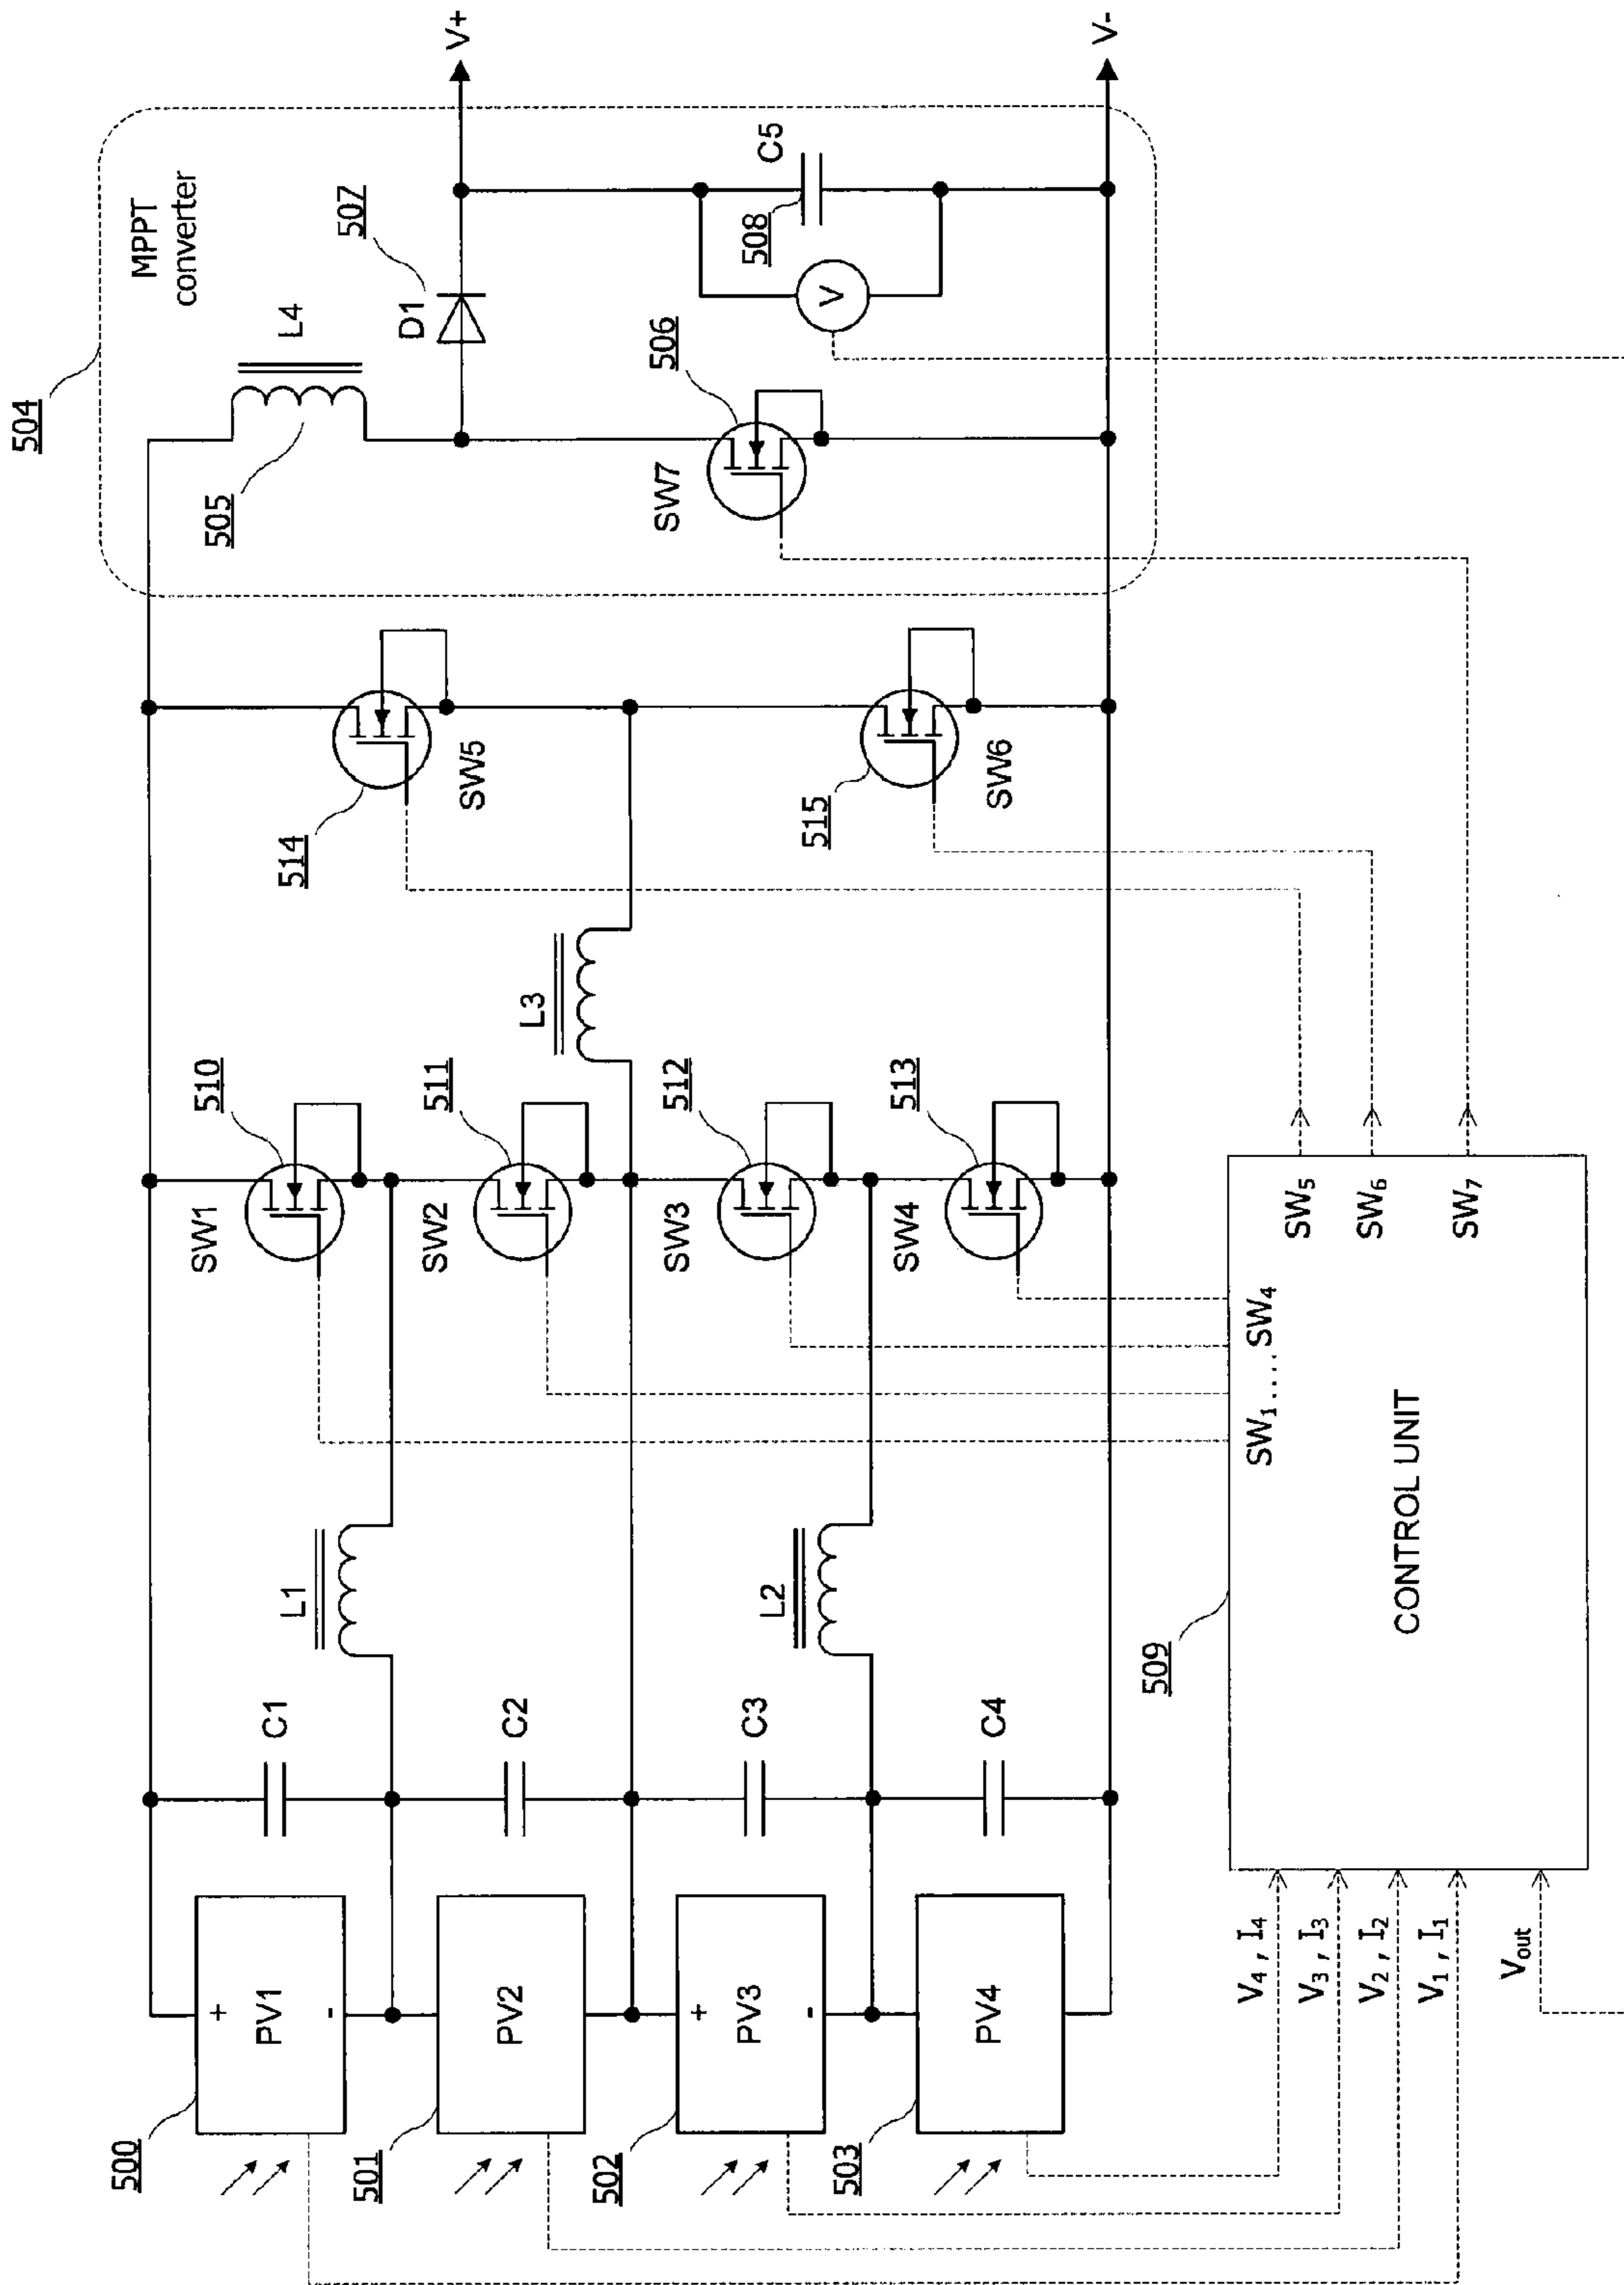 504
MPPT
converter
L4
505
D1
507
V+
C5
508
V
506
SW7
V-
514
SW5
515
SW6
L3
510
SW1
511
SW2
512
SW3
513
SW4
L1
L2
C1
C2
C3
C4
500
+
PV1
-
501
PV2
502
+
PV3
-
503
PV4
509
SW₁.....SW₄
SW₅
SW₆
SW₇
CONTROL UNIT
V₄ , I₄
V₃ , I₃
V₂ , I₂
V₁ , I₁
Vout